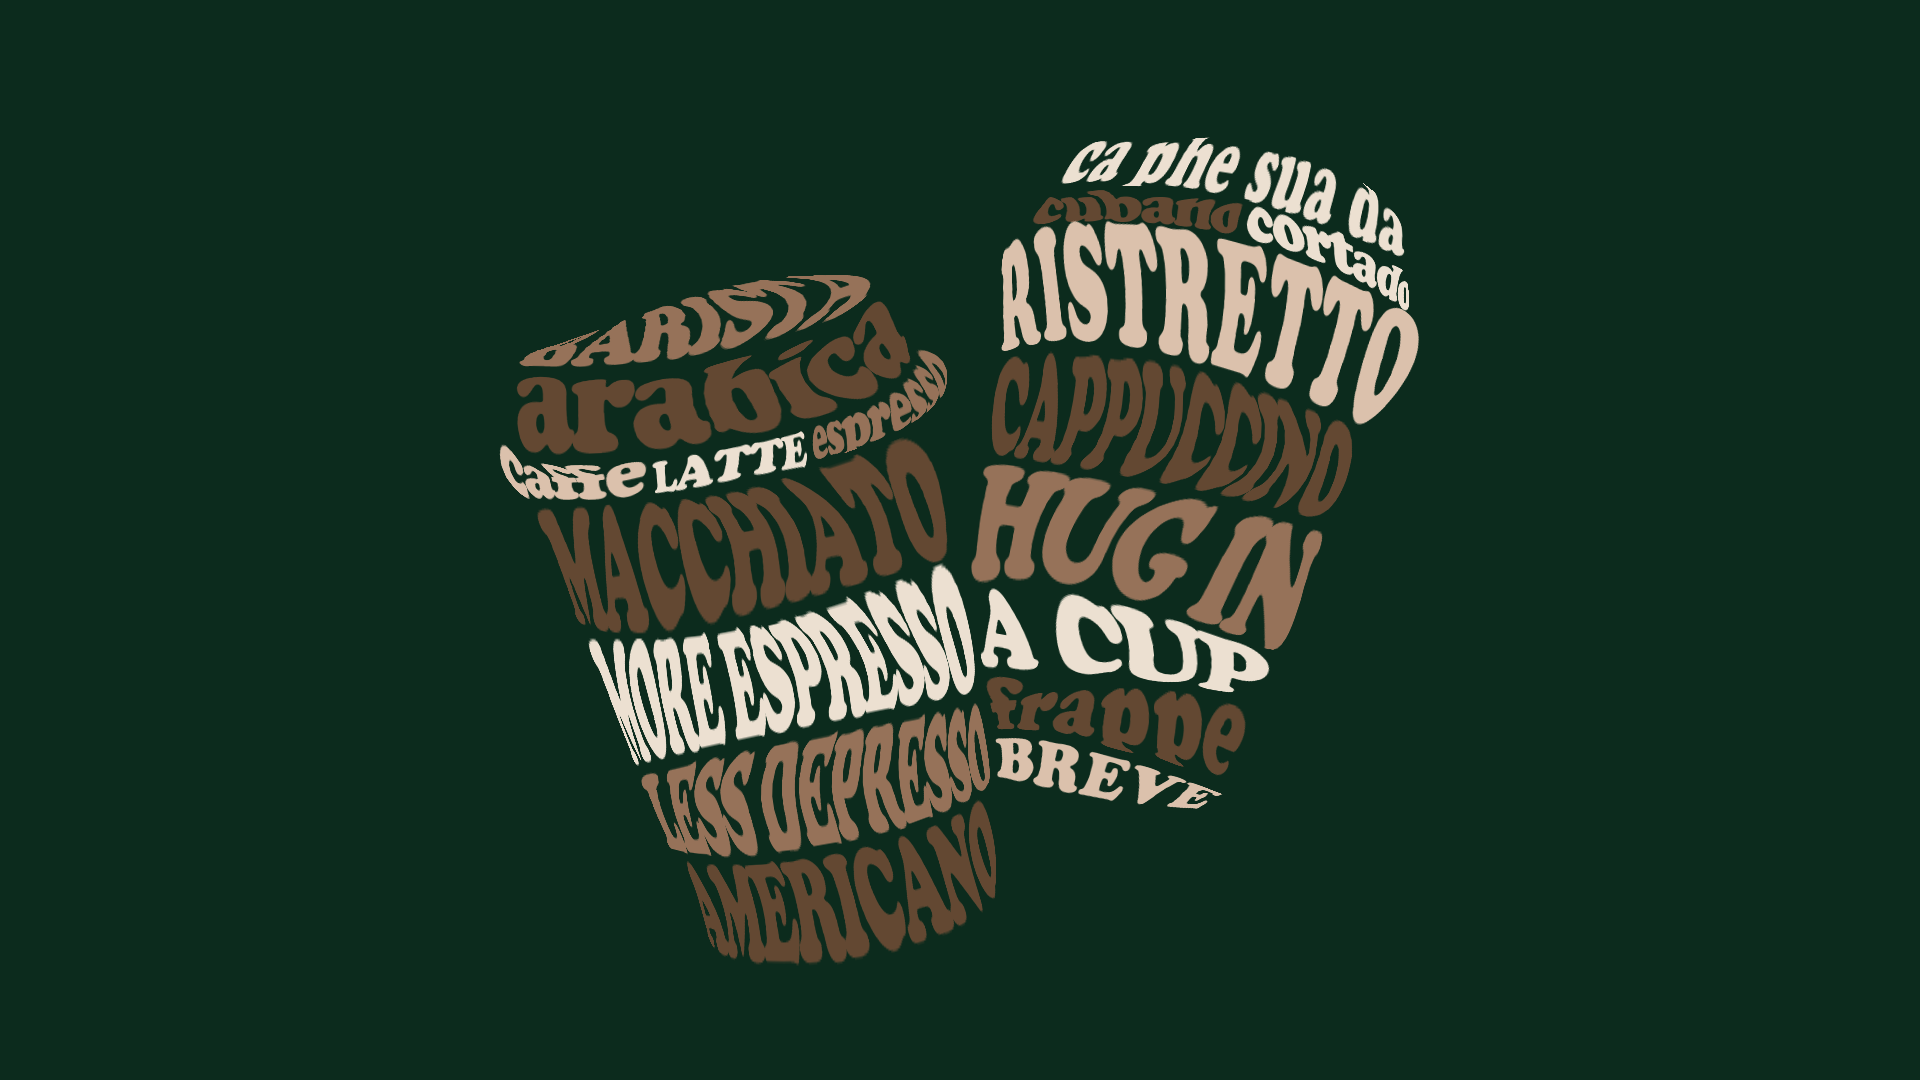 BARISTA
arabica
Caffe LATTE espresso
MACCHIATO
MORE ESPRESSO
LESS DEPRESSO
AMERICANO
ca phe sua da
cubano cortado
RISTRETTO
CAPPUCCINO
HUG IN
A CUP
frappe
BREVE